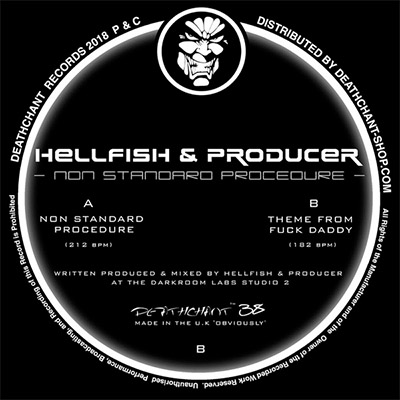 DEATHCHANT RECORDS 2018 P & C
DISTRIBUTED BY DEATHCHANT-SHOP.COM
HELLFISH & PRODUCER
- NON STANDARD PROCEDURE -
A
NON STANDARD
PROCEDURE
(212 BPM)
B
THEME FROM
FUCK DADDY
(182 BPM)
WRITTEN PRODUCED & MIXED BY HELLFISH & PRODUCER
AT THE DARKROOM LABS STUDIO 2
DEATHCHANT 38
MADE IN THE U.K "OBVIOUSLY"
B
All Rights of the Manufacturer and of the Owner of the Recorded Work Reserved. Unauthorised Performance, Broadcasting and Recording of this Record is Prohibited